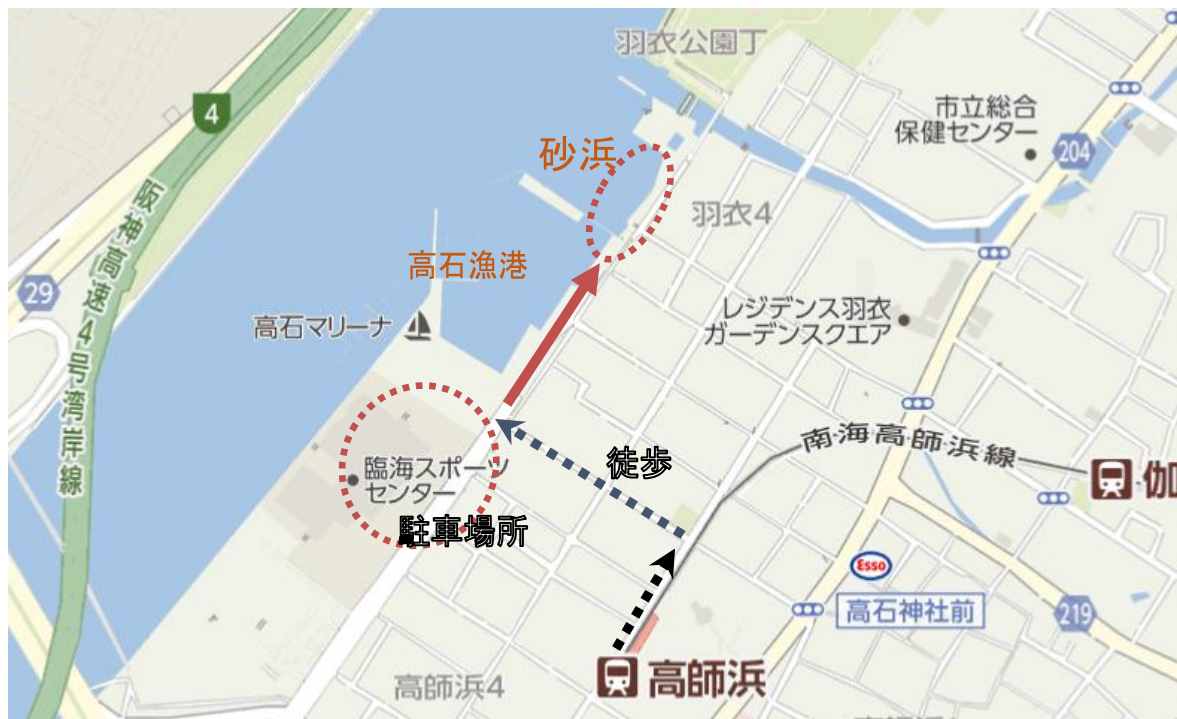 羽衣公園丁
4
市立総合
保健センター
204
砂浜
羽衣4
阪神高速4号湾岸線
高石漁港
29
高石マリーナ
レジデンス羽衣
ガーデンスクエア
南海高師浜線
徒歩
臨海スポーツ
センター
駐車場所
Esso
高石神社前
219
高師浜
高師浜4